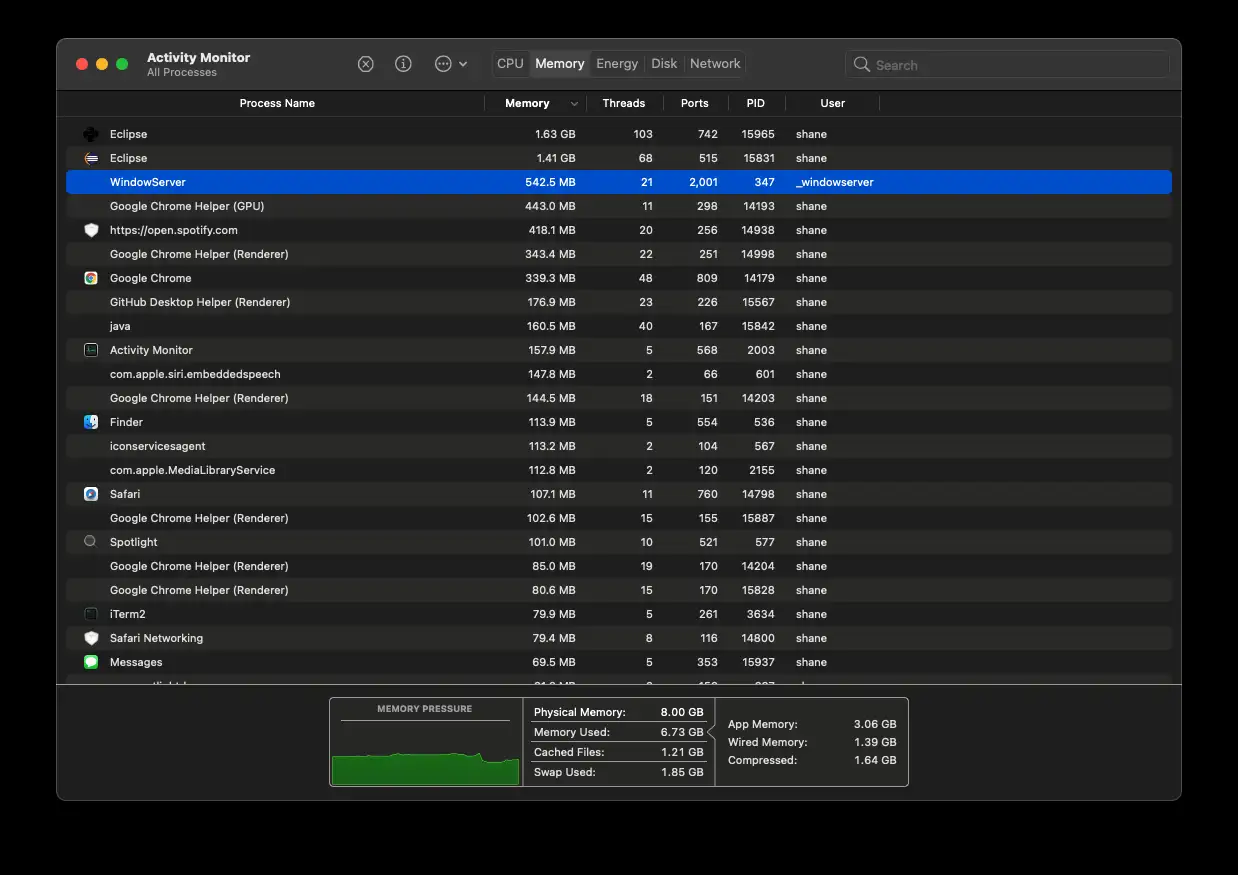 Activity Monitor
All Processes
CPU Memory Energy Disk Network
Search
Process Name Memory Threads Ports PID User
Eclipse 1.63 GB 103 742 15965 shane
Eclipse 1.41 GB 68 515 15831 shane
WindowServer 542.5 MB 21 2,001 347 _windowserver
Google Chrome Helper (GPU) 443.0 MB 11 298 14193 shane
https://open.spotify.com 418.1 MB 20 256 14938 shane
Google Chrome Helper (Renderer) 343.4 MB 22 251 14998 shane
Google Chrome 339.3 MB 48 809 14179 shane
GitHub Desktop Helper (Renderer) 176.9 MB 23 226 15567 shane
java 160.5 MB 40 167 15842 shane
Activity Monitor 157.9 MB 5 568 2003 shane
com.apple.siri.embeddedspeech 147.8 MB 2 66 601 shane
Google Chrome Helper (Renderer) 144.5 MB 18 151 14203 shane
Finder 113.9 MB 5 554 536 shane
iconservicesagent 113.2 MB 2 104 567 shane
com.apple.MediaLibraryService 112.8 MB 2 120 2155 shane
Safari 107.1 MB 11 760 14798 shane
Google Chrome Helper (Renderer) 102.6 MB 15 155 15887 shane
Spotlight 101.0 MB 10 521 577 shane
Google Chrome Helper (Renderer) 85.0 MB 19 170 14204 shane
Google Chrome Helper (Renderer) 80.6 MB 15 170 15828 shane
iTerm2 79.9 MB 5 261 3634 shane
Safari Networking 79.4 MB 8 116 14800 shane
Messages 69.5 MB 5 353 15937 shane
MEMORY PRESSURE
Physical Memory: 8.00 GB
Memory Used: 6.73 GB
Cached Files: 1.21 GB
Swap Used: 1.85 GB
App Memory: 3.06 GB
Wired Memory: 1.39 GB
Compressed: 1.64 GB